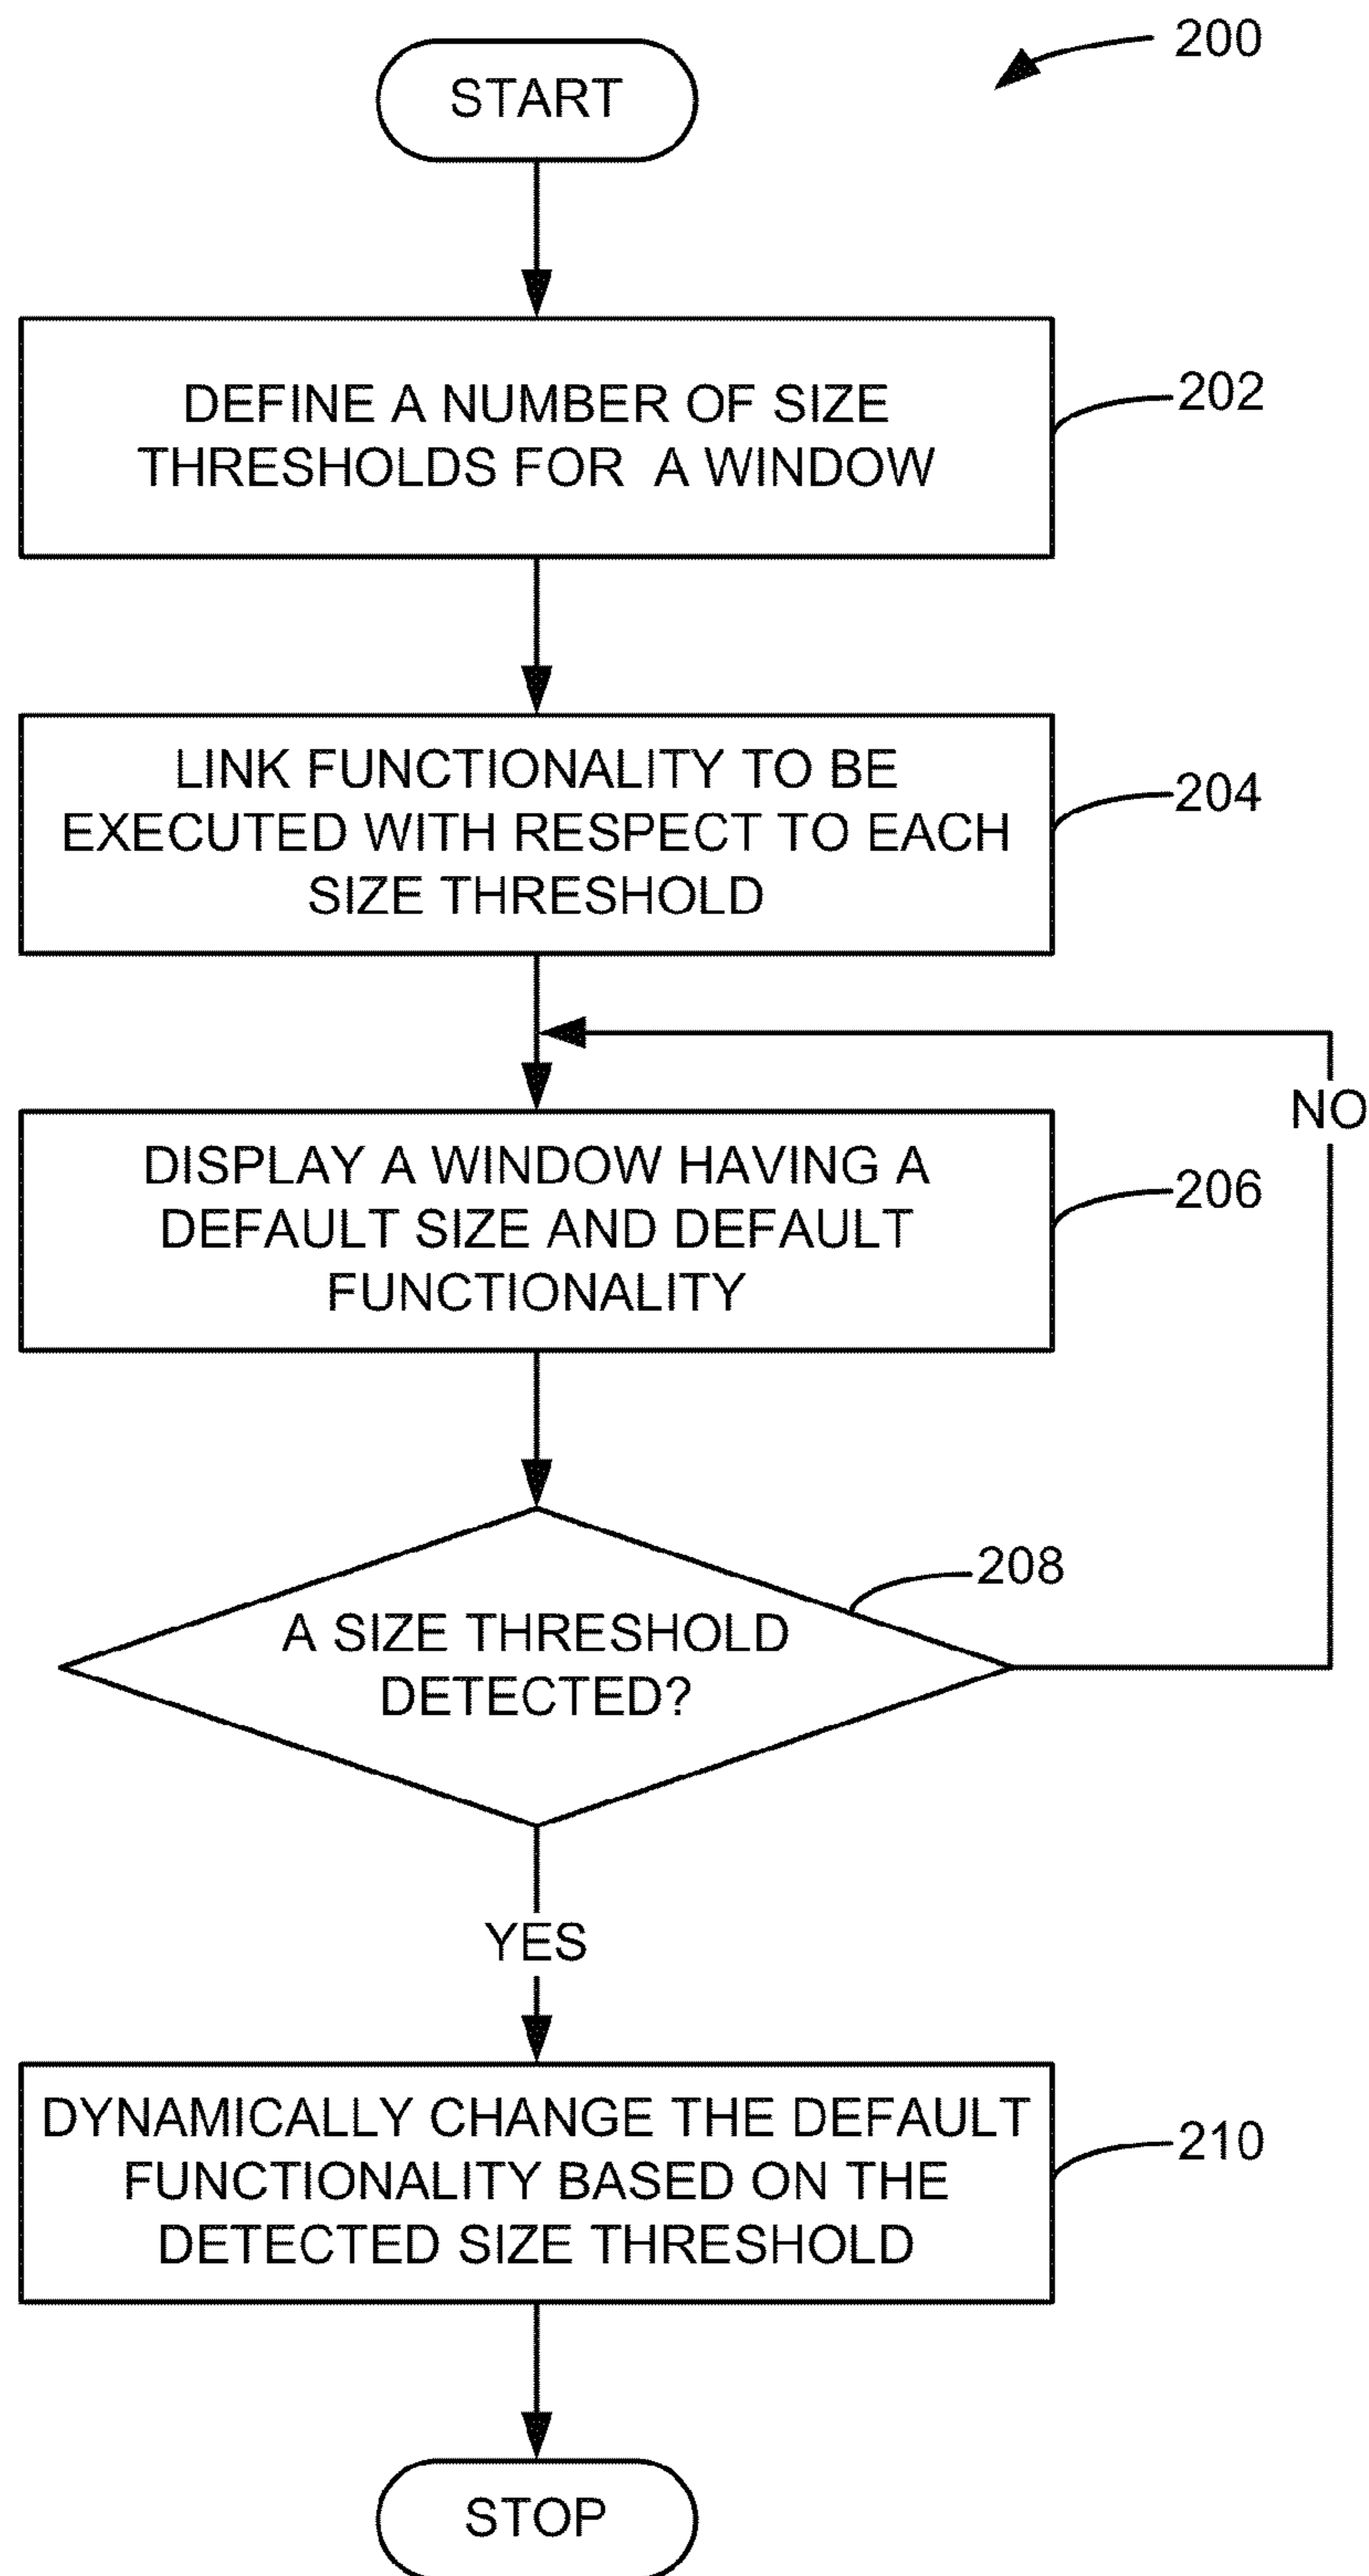 200
START
DEFINE A NUMBER OF SIZE
THRESHOLDS FOR A WINDOW
202
LINK FUNCTIONALITY TO BE
EXECUTED WITH RESPECT TO EACH
SIZE THRESHOLD
204
NO
DISPLAY A WINDOW HAVING A
DEFAULT SIZE AND DEFAULT
FUNCTIONALITY
206
A SIZE THRESHOLD
DETECTED?
208
YES
DYNAMICALLY CHANGE THE DEFAULT
FUNCTIONALITY BASED ON THE
DETECTED SIZE THRESHOLD
210
STOP